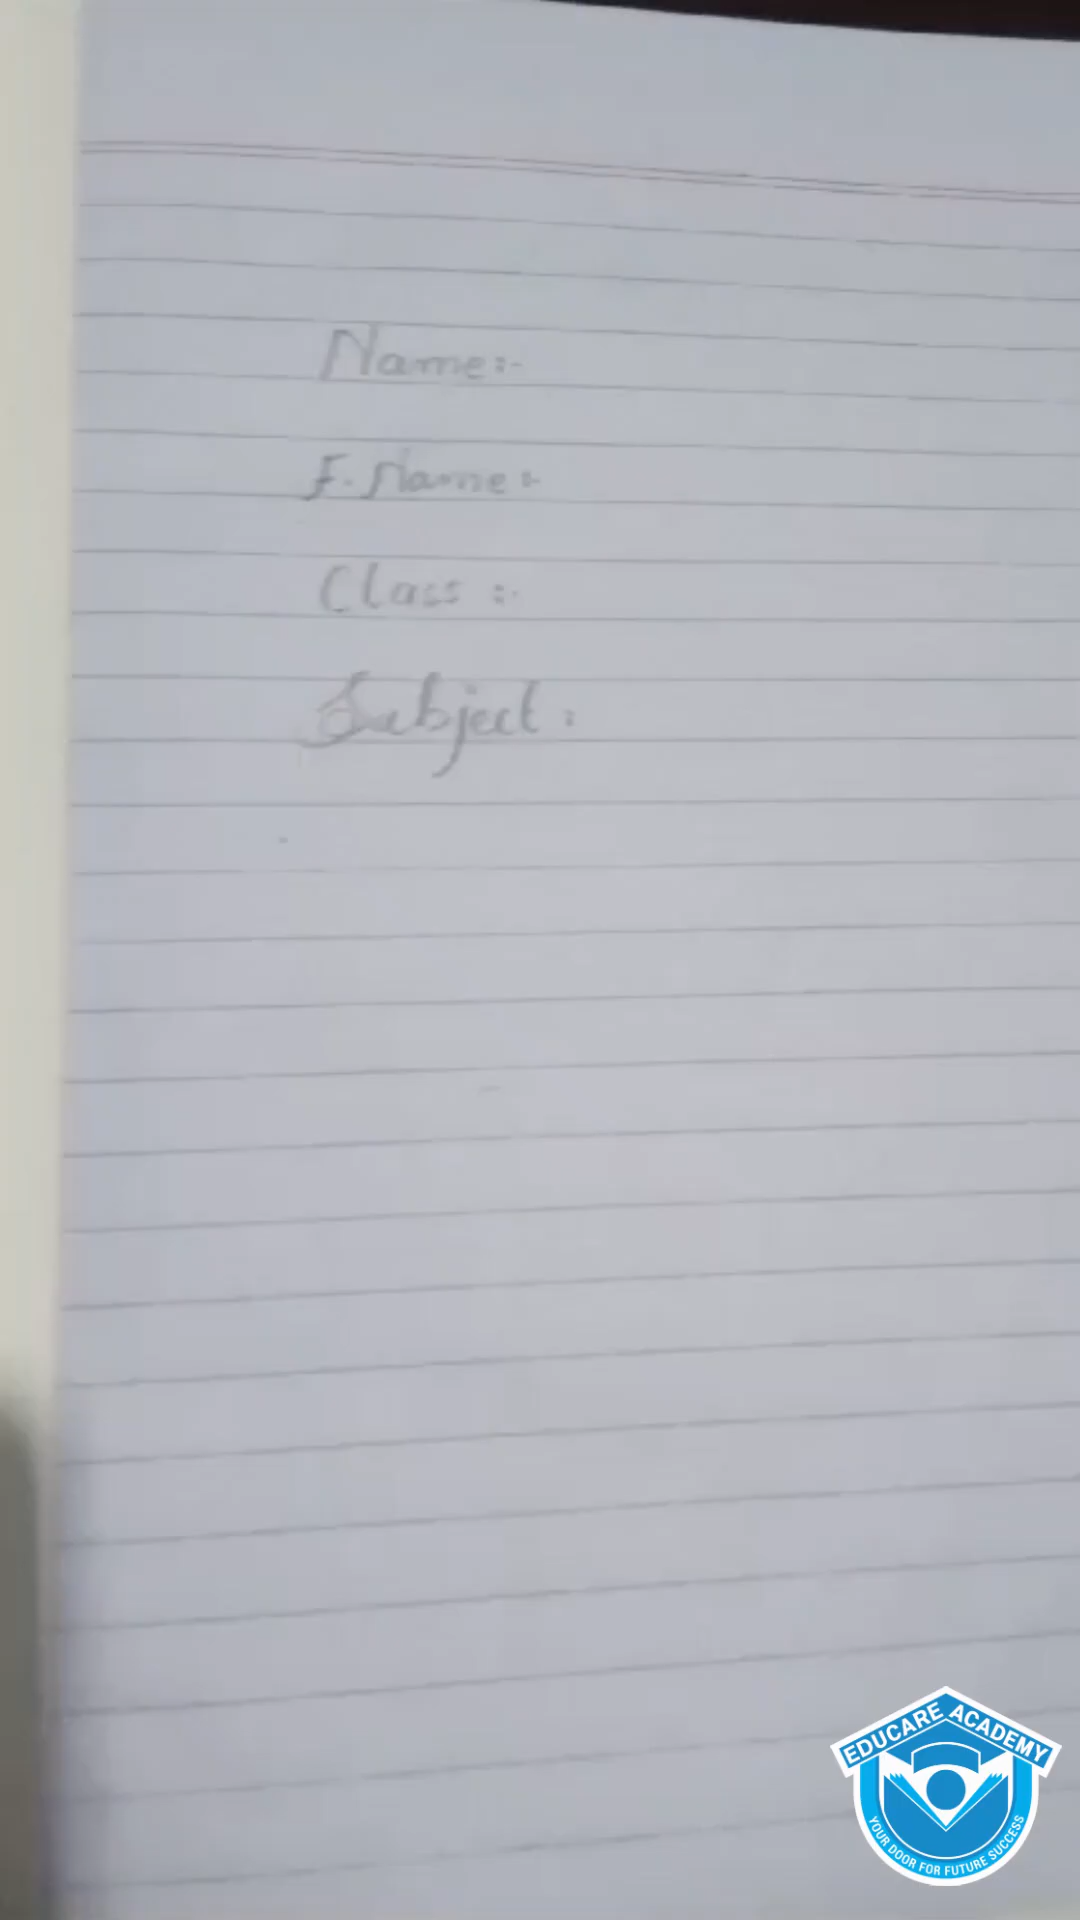 Name:-
F. Name:-
Class :-
Subject :
EDUCARE ACADEMY
YOUR DOOR FOR FUTURE SUCCESS